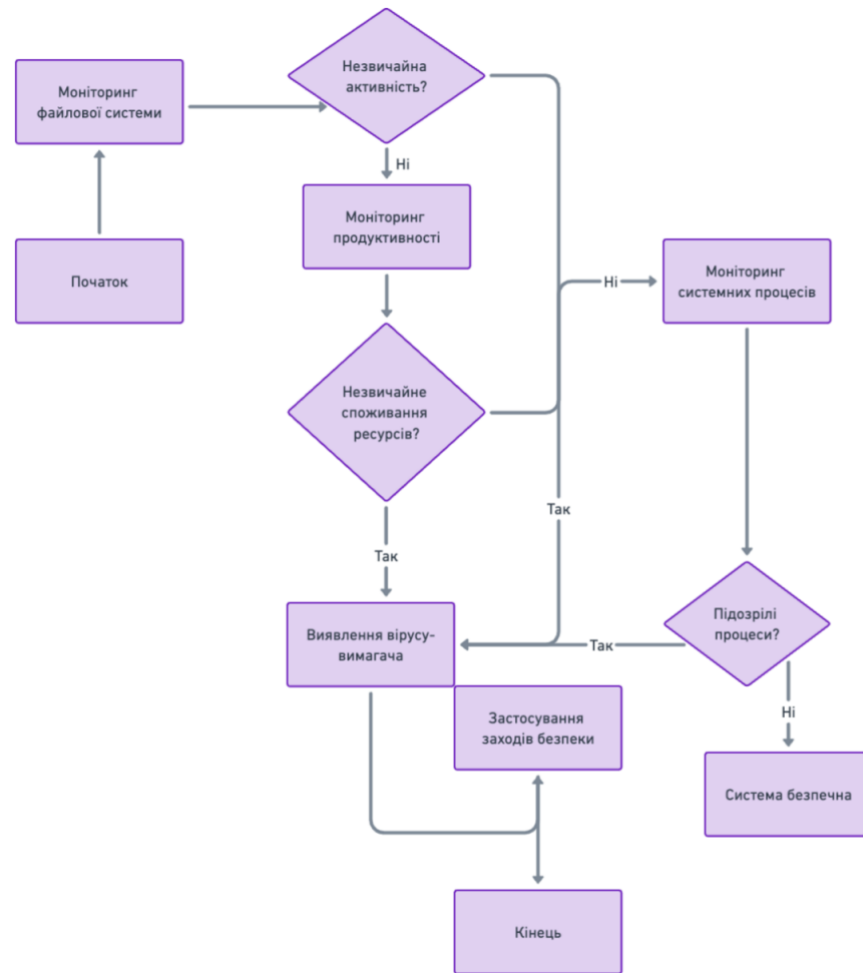 Незвичайна
активність?
Моніторинг
файлової системи
Ні
Моніторинг
продуктивності
Початок
Ні
Моніторинг
системних процесів
Незвичайне
споживання
ресурсів?
Так
Так
Виявлення вірусу-
вимагача
Так
Підозрілі
процеси?
Застосування
заходів безпеки
Ні
Система безпечна
Кінець